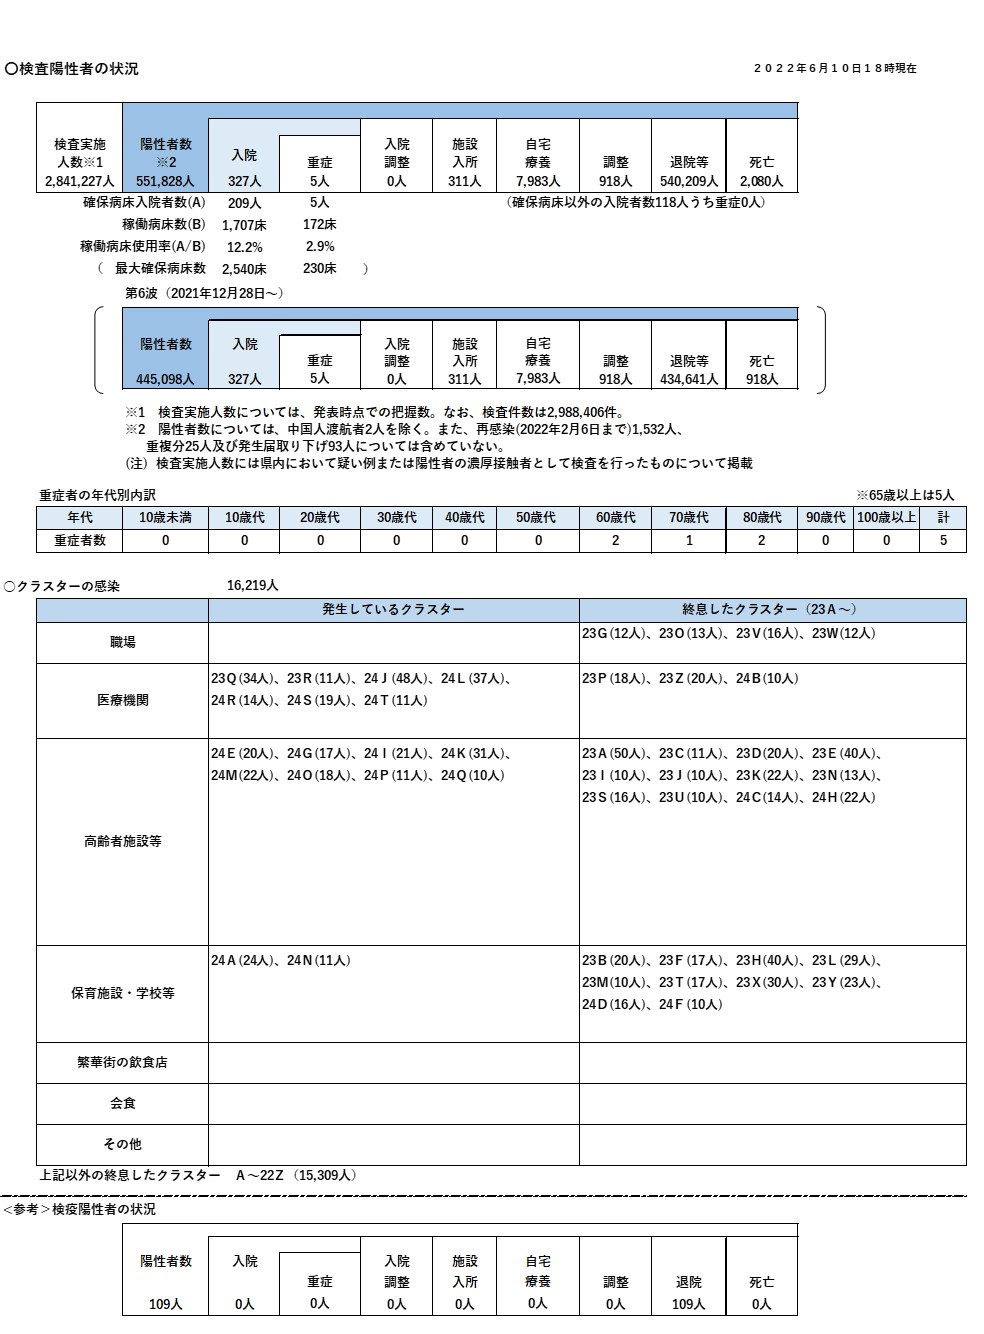 〇検査陽性者の状況
２０２２年６月１０日１８時現在
検査実施 陽性者数 入院 施設 自宅
人数※1 ※2 入院 重症 調整 入所 療養 調整 退院等 死亡
2,841,227人 551,828人 327人 5人 0人 311人 7,983人 918人 540,209人 2,080人
確保病床入院者数(A) 209人 5人 （確保病床以外の入院者数118人うち重症0人）
稼働病床数(B) 1,707床 172床
稼働病床使用率(A/B) 12.2% 2.9%
（ 最大確保病床数 2,540床 230床 ）
第6波（2021年12月28日～）
陽性者数 入院 入院 施設 自宅
重症 調整 入所 療養 調整 退院等 死亡
445,098人 327人 5人 0人 311人 7,983人 918人 434,641人 918人
※1　検査実施人数については、発表時点での把握数。なお、検査件数は2,988,406件。
※2　陽性者数については、中国人渡航者2人を除く。また、再感染(2022年2月6日まで)1,532人、
重複分25人及び発生届取り下げ93人については含めていない。
(注）検査実施人数には県内において疑い例または陽性者の濃厚接触者として検査を行ったものについて掲載
重症者の年代別内訳 ※65歳以上は5人
年代 10歳未満 10歳代 20歳代 30歳代 40歳代 50歳代 60歳代 70歳代 80歳代 90歳代 100歳以上 計
重症者数 0 0 0 0 0 0 2 1 2 0 0 5
〇クラスターの感染 16,219人
発生しているクラスター 終息したクラスター（23Ａ～）
職場 23Ｇ(12人)、23Ｏ(13人)、23Ｖ(16人)、23Ｗ(12人)
医療機関
23Ｑ(34人)、23Ｒ(11人)、24Ｊ(48人)、24Ｌ(37人)、
24Ｒ(14人)、24Ｓ(19人)、24Ｔ(11人)
23Ｐ(18人)、23Ｚ(20人)、24Ｂ(10人)
高齢者施設等
24Ｅ(20人)、24Ｇ(17人)、24Ｉ(21人)、24Ｋ(31人)、
24Ｍ(22人)、24Ｏ(18人)、24Ｐ(11人)、24Ｑ(10人)
23Ａ(50人)、23Ｃ(11人)、23Ｄ(20人)、23Ｅ(40人)、
23Ｉ(10人)、23Ｊ(10人)、23Ｋ(22人)、23Ｎ(13人)、
23Ｓ(16人)、23Ｕ(10人)、24Ｃ(14人)、24Ｈ(22人)
保育施設・学校等
24Ａ(24人)、24Ｎ(11人)
23Ｂ(20人)、23Ｆ(17人)、23Ｈ(40人)、23Ｌ(29人)、
23Ｍ(10人)、23Ｔ(17人)、23Ｘ(30人)、23Ｙ(23人)、
24Ｄ(16人)、24Ｆ(10人)
繁華街の飲食店
会食
その他
上記以外の終息したクラスター　Ａ～22Ｚ（15,309人）
＜参考＞検疫陽性者の状況
陽性者数 入院 入院 施設 自宅
重症 調整 入所 療養 調整 退院 死亡
109人 0人 0人 0人 0人 0人 0人 109人 0人